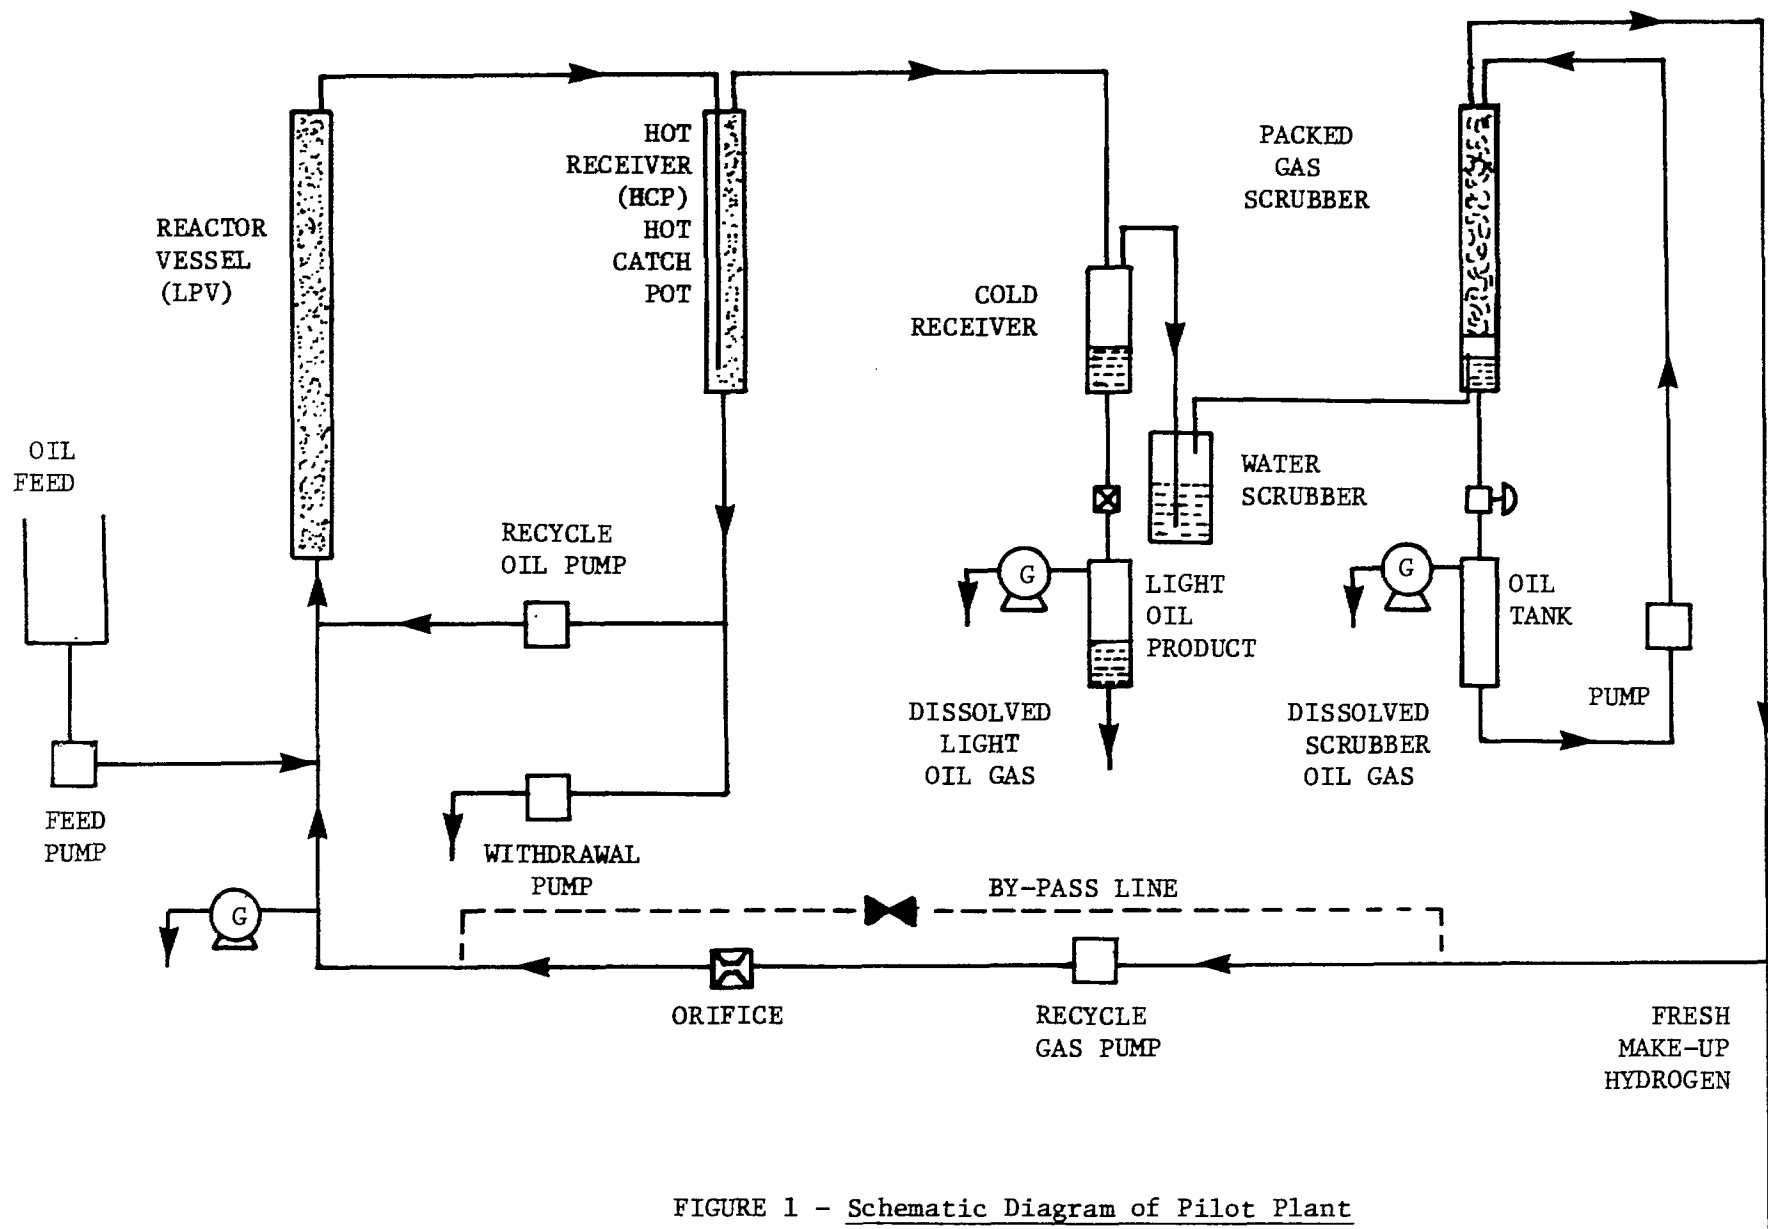 REACTOR
VESSEL
(LPV)
HOT
RECEIVER
(HCP)
HOT
CATCH
POT
PACKED
GAS
SCRUBBER
COLD
RECEIVER
OIL
FEED
WATER
SCRUBBER
RECYCLE
OIL PUMP
G
LIGHT
OIL
PRODUCT
G
OIL
TANK
PUMP
DISSOLVED
LIGHT
OIL GAS
DISSOLVED
SCRUBBER
OIL GAS
FEED
PUMP
WITHDRAWAL
PUMP
BY-PASS LINE
G
ORIFICE
RECYCLE
GAS PUMP
FRESH
MAKE-UP
HYDROGEN
FIGURE 1 - Schematic Diagram of Pilot Plant